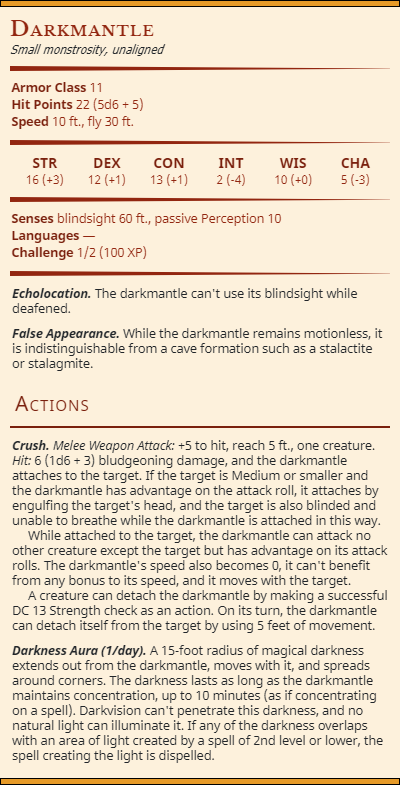 Darkmantle
Small monstrosity, unaligned
Armor Class 11
Hit Points 22 (5d6 + 5)
Speed 10 ft., fly 30 ft.
STR DEX CON INT WIS CHA
16 (+3) 12 (+1) 13 (+1) 2 (-4) 10 (+0) 5 (-3)
Senses blindsight 60 ft., passive Perception 10
Languages —
Challenge 1/2 (100 XP)
Echolocation. The darkmantle can't use its blindsight while
deafened.
False Appearance. While the darkmantle remains motionless, it
is indistinguishable from a cave formation such as a stalactite
or stalagmite.
Actions
Crush. Melee Weapon Attack: +5 to hit, reach 5 ft., one creature.
Hit: 6 (1d6 + 3) bludgeoning damage, and the darkmantle
attaches to the target. If the target is Medium or smaller and
the darkmantle has advantage on the attack roll, it attaches by
engulfing the target's head, and the target is also blinded and
unable to breathe while the darkmantle is attached in this way.
While attached to the target, the darkmantle can attack no
other creature except the target but has advantage on its attack
rolls. The darkmantle's speed also becomes 0, it can't benefit
from any bonus to its speed, and it moves with the target.
A creature can detach the darkmantle by making a successful
DC 13 Strength check as an action. On its turn, the darkmantle
can detach itself from the target by using 5 feet of movement.
Darkness Aura (1/day). A 15-foot radius of magical darkness
extends out from the darkmantle, moves with it, and spreads
around corners. The darkness lasts as long as the darkmantle
maintains concentration, up to 10 minutes (as if concentrating
on a spell). Darkvision can't penetrate this darkness, and no
natural light can illuminate it. If any of the darkness overlaps
with an area of light created by a spell of 2nd level or lower, the
spell creating the light is dispelled.